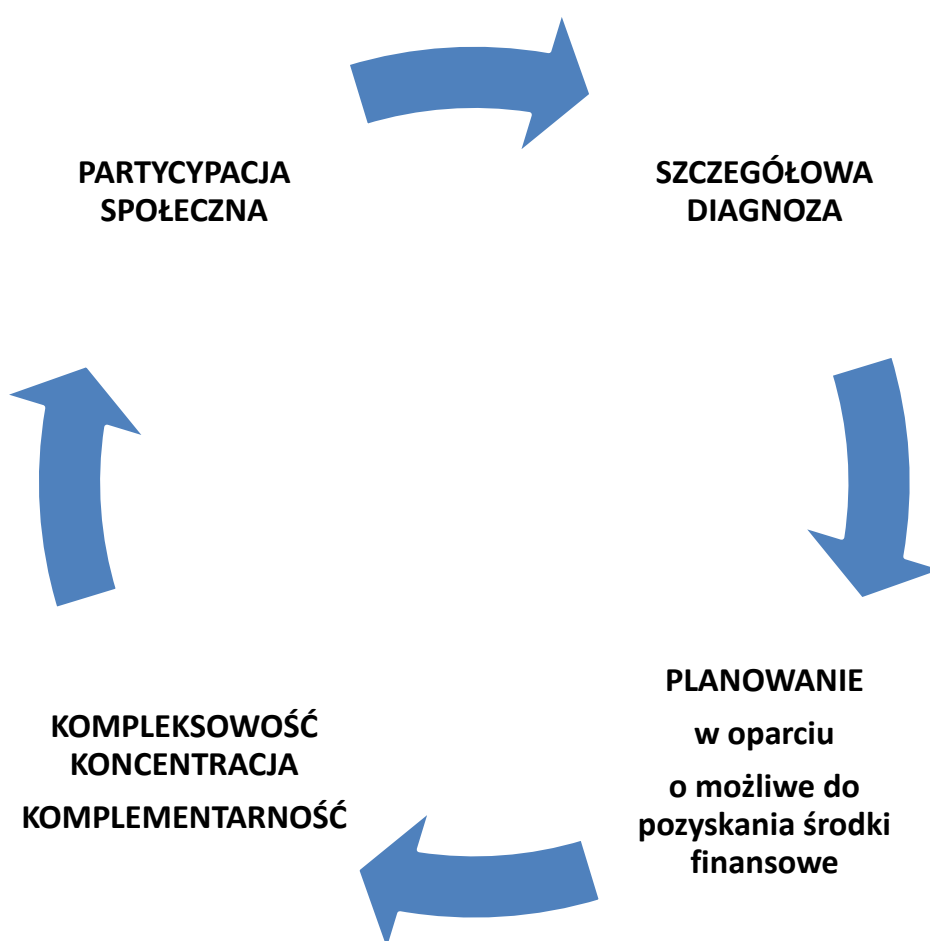 PARTYCYPACJA
SPOŁECZNA
SZCZEGÓŁOWA
DIAGNOZA
PLANOWANIE
w oparciu
o możliwe do
pozyskania środki
finansowe
KOMPLEKSOWOŚĆ
KONCENTRACJA
KOMPLEMENTARNOŚĆ